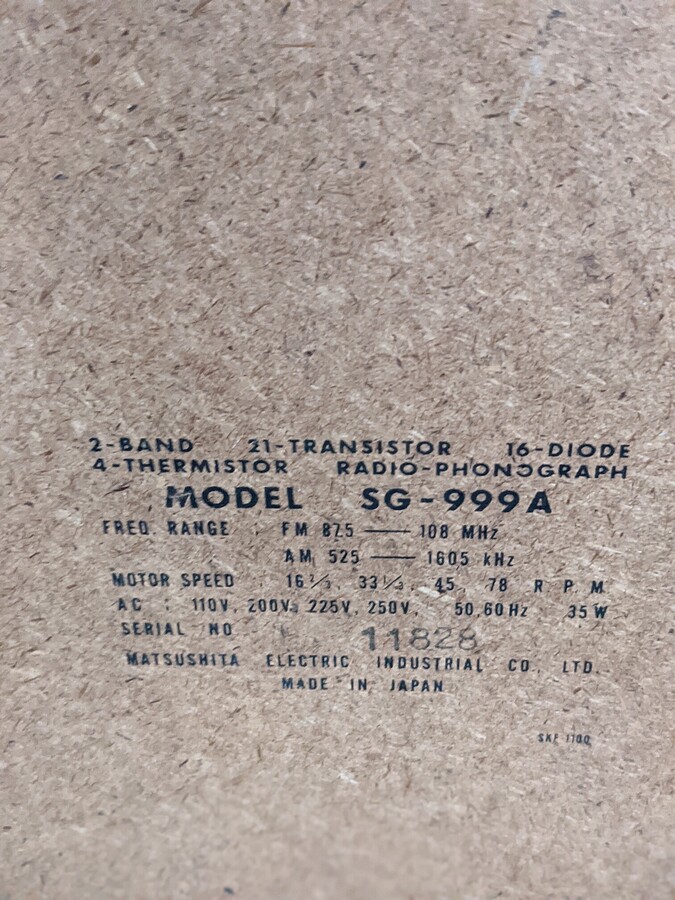 2-BAND 21-TRANSISTOR 16-DIODE
4-THERMISTOR RADIO-PHONOGRAPH
MODEL SG-999A
FREQ. RANGE : FM 87.5 — 108 MHz
AM 525 — 1605 kHz
MOTOR SPEED : 16⅔, 33⅓, 45, 78 R P M
AC : 110V, 200V, 225V, 250V, 50,60Hz 35W
SERIAL NO 11828
MATSUSHITA ELECTRIC INDUSTRIAL CO., LTD.
MADE IN JAPAN